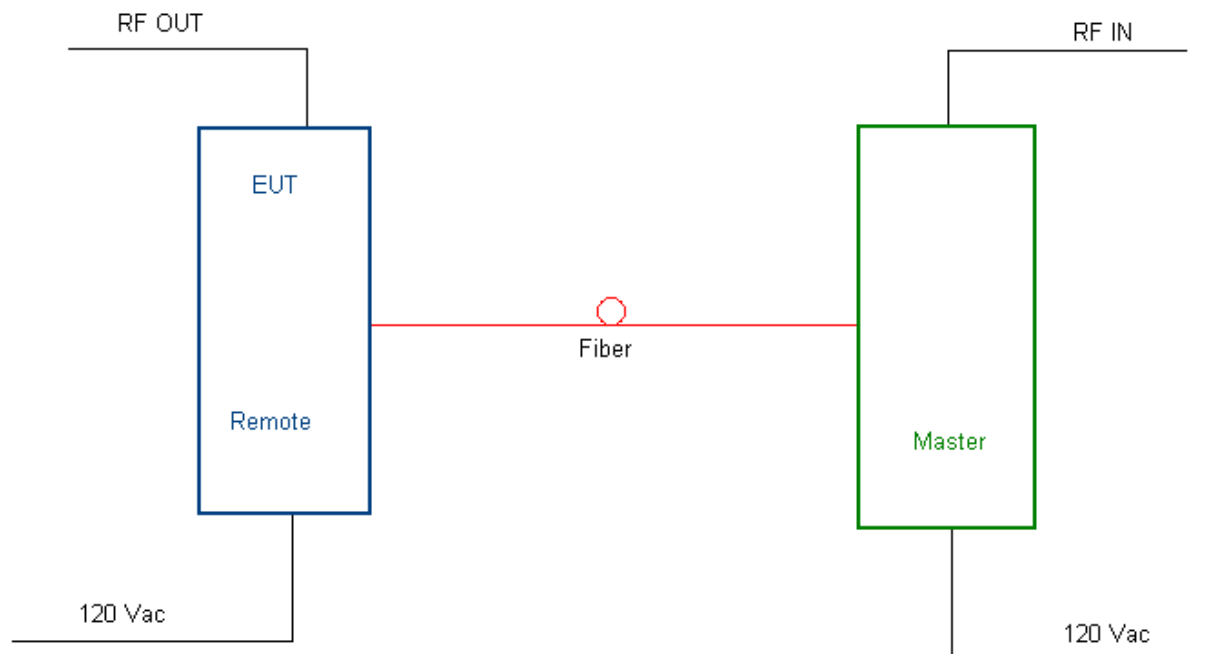 RF OUT
RF IN
EUT
Fiber
Remote
Master
120 Vac
120 Vac